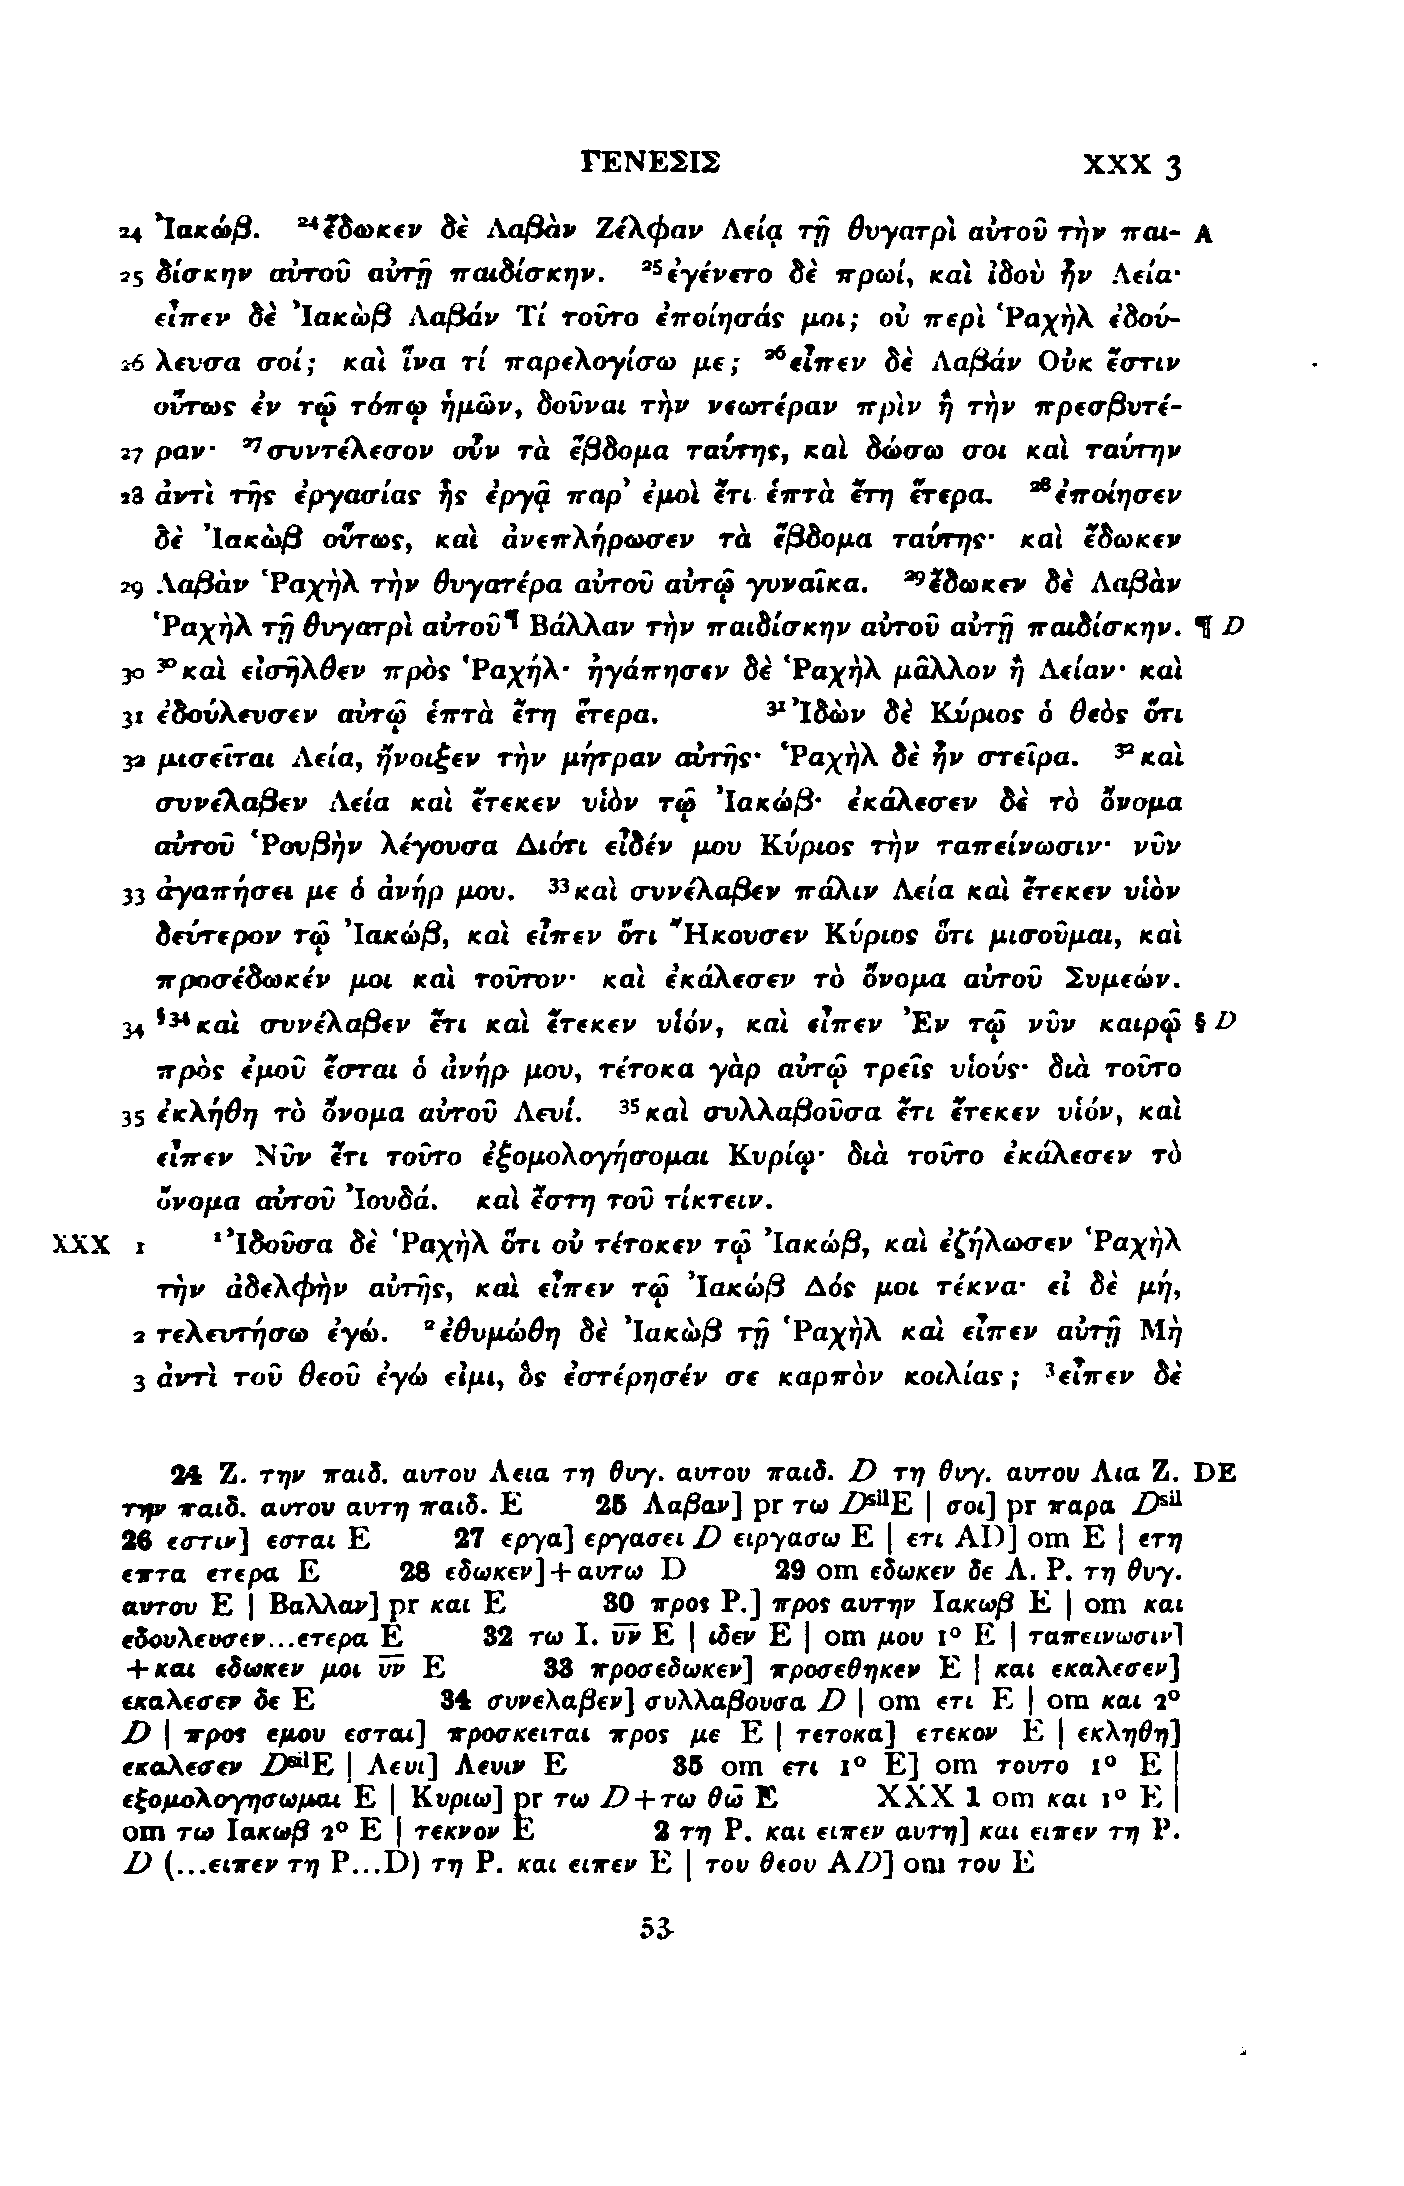 ΓΕΝΕΣΙΣ XXX 3
24 Ἰακώβ. ²⁴ἔδωκεν δὲ Λαβὰν Ζέλφαν Λείᾳ τῇ θυγατρὶ αὐτοῦ τὴν παι- A
25 δίσκην αὐτοῦ αὐτῇ παιδίσκην. ²⁵ἐγένετο δὲ πρωί, καὶ ἰδοὺ ἦν Λεία·
εἶπεν δὲ Ἰακὼβ Λαβάν Τί τοῦτο ἐποίησάς μοι; οὐ περὶ Ῥαχὴλ ἐδού-
26 λευσα σοί; καὶ ἵνα τί παρελογίσω με; ²⁶εἶπεν δὲ Λαβάν Οὐκ ἔστιν
οὕτως ἐν τῷ τόπῳ ἡμῶν, δοῦναι τὴν νεωτέραν πρὶν ἢ τὴν πρεσβυτέ-
27 ραν· ²⁷συντέλεσον οὖν τὰ ἕβδομα ταύτης, καὶ δώσω σοι καὶ ταύτην
28 ἀντὶ τῆς ἐργασίας ἧς ἐργᾷ παρ’ ἐμοὶ ἔτι ἑπτὰ ἔτη ἕτερα. ²⁸ἐποίησεν
δὲ Ἰακὼβ οὕτως, καὶ ἀνεπλήρωσεν τὰ ἕβδομα ταύτης· καὶ ἔδωκεν
29 Λαβὰν Ῥαχὴλ τὴν θυγατέρα αὐτοῦ αὐτῷ γυναῖκα. ²⁹ἔδωκεν δὲ Λαβὰν
Ῥαχὴλ τῇ θυγατρὶ αὐτοῦ¶ Βάλλαν τὴν παιδίσκην αὐτοῦ αὐτῇ παιδίσκην. ¶ D
30 ³⁰καὶ εἰσῆλθεν πρὸς Ῥαχήλ· ἠγάπησεν δὲ Ῥαχὴλ μᾶλλον ἢ Λείαν· καὶ
31 ἐδούλευσεν αὐτῷ ἑπτὰ ἔτη ἕτερα. ³¹Ἰδὼν δὲ Κύριος ὁ θεὸς ὅτι
32 μισεῖται Λεία, ἤνοιξεν τὴν μήτραν αὐτῆς· Ῥαχὴλ δὲ ἦν στεῖρα. ³²καὶ
συνέλαβεν Λεία καὶ ἔτεκεν υἱὸν τῷ Ἰακώβ· ἐκάλεσεν δὲ τὸ ὄνομα
αὐτοῦ Ῥουβὴν λέγουσα Διότι εἶδέν μου Κύριος τὴν ταπείνωσιν· νῦν
33 ἀγαπήσει με ὁ ἀνήρ μου. ³³καὶ συνέλαβεν πάλιν Λεία καὶ ἔτεκεν υἱὸν
δεύτερον τῷ Ἰακώβ, καὶ εἶπεν ὅτι Ἤκουσεν Κύριος ὅτι μισοῦμαι, καὶ
προσέδωκέν μοι καὶ τοῦτον· καὶ ἐκάλεσεν τὸ ὄνομα αὐτοῦ Συμεών.
34 §³⁴καὶ συνέλαβεν ἔτι καὶ ἔτεκεν υἱόν, καὶ εἶπεν Ἐν τῷ νῦν καιρῷ § D
πρὸς ἐμοῦ ἔσται ὁ ἀνήρ μου, τέτοκα γὰρ αὐτῷ τρεῖς υἱούς· διὰ τοῦτο
35 ἐκλήθη τὸ ὄνομα αὐτοῦ Λευί. ³⁵καὶ συλλαβοῦσα ἔτι ἔτεκεν υἱόν, καὶ
εἶπεν Νῦν ἔτι τοῦτο ἐξομολογήσομαι Κυρίῳ· διὰ τοῦτο ἐκάλεσεν τὸ
ὄνομα αὐτοῦ Ἰουδά. καὶ ἔστη τοῦ τίκτειν.
XXX 1 ¹Ἰδοῦσα δὲ Ῥαχὴλ ὅτι οὐ τέτοκεν τῷ Ἰακώβ, καὶ ἐζήλωσεν Ῥαχὴλ
τὴν ἀδελφὴν αὐτῆς, καὶ εἶπεν τῷ Ἰακώβ Δός μοι τέκνα· εἰ δὲ μή,
2 τελευτήσω ἐγώ. ²ἐθυμώθη δὲ Ἰακὼβ τῇ Ῥαχὴλ καὶ εἶπεν αὐτῇ Μὴ
3 ἀντὶ τοῦ θεοῦ ἐγώ εἰμι, ὃς ἐστέρησέν σε καρπὸν κοιλίας; ³εἶπεν δὲ
24 Ζ. την παιδ. αυτου Λεια τη θυγ. αυτου παιδ. D τη θυγ. αυτου Λια Ζ. DE
την παιδ. αυτου αυτη παιδ. E 25 Λαβαν] pr τω DˢⁱˡE | σοι] pr παρα Dˢⁱˡ
26 εστιν] εσται E 27 εργα] εργασει D ειργασω E | ετι AD] om E | ετη
επτα ετερα E 28 εδωκεν]+αυτω D 29 om εδωκεν δε Λ. Ρ. τη θυγ.
αυτου E | Βαλλαν] pr και E 30 προς Ρ.] προς αυτην Ιακωβ E | om και
εδουλευσεν...ετερα E 32 τω Ι. υ̅ν̅ E | ιδεν E | om μου 1° E | ταπεινωσιν]
+και εδωκεν μοι υ̅ν̅ E 33 προσεδωκεν] προσεθηκεν E | και εκαλεσεν]
εκαλεσεν δε E 34 συνελαβεν] συλλαβουσα D | om ετι E | om και 2°
D | προς εμου εσται] προσκειται προς με E | τετοκα] ετεκον E | εκληθη]
εκαλεσεν DˢⁱˡE | Λευι] Λευιν E 35 om ετι 1° E] om τουτο 1° E |
εξομολογησωμαι E | Κυριω] pr τω D+τω θω̅ E XXX 1 om και 1° E |
om τω Ιακωβ 2° E | τεκνον E 2 τη Ρ. και ειπεν αυτη] και ειπεν τη Ρ.
D (...ειπεν τη Ρ...D) τη Ρ. και ειπεν E | του θεου AD] om του E
53